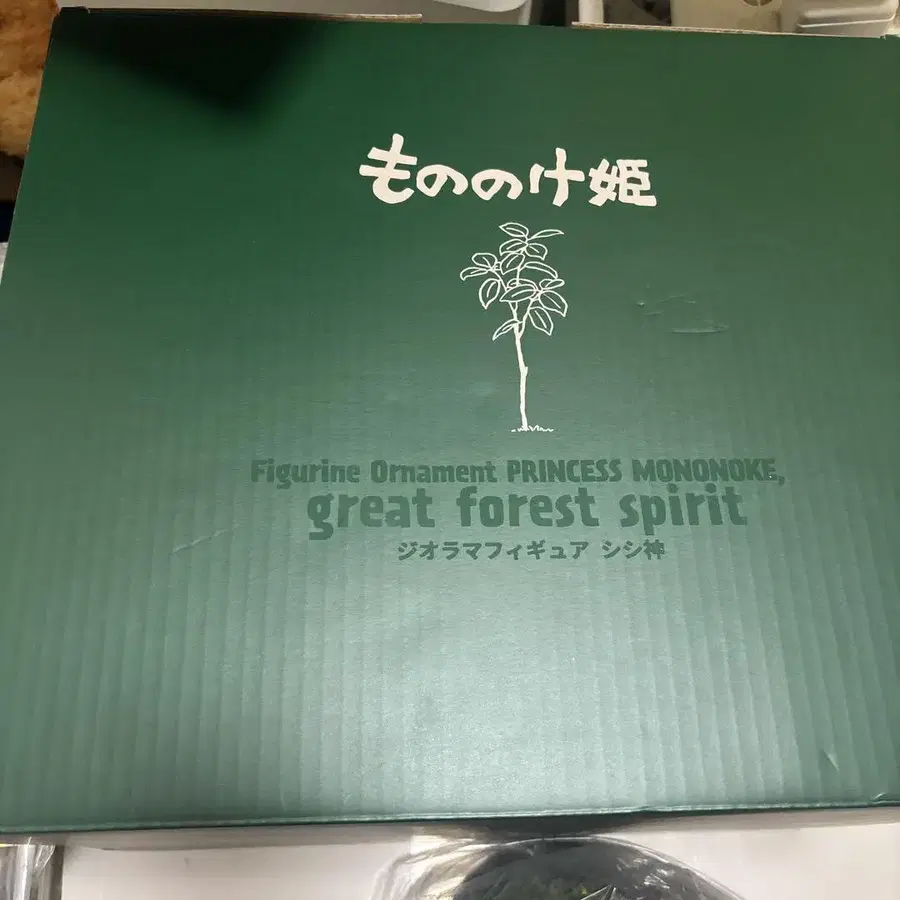 もののけ姫
Figurine Ornament PRINCESS MONONOKE,
great forest spirit
ジオラマフィギュア シシ神